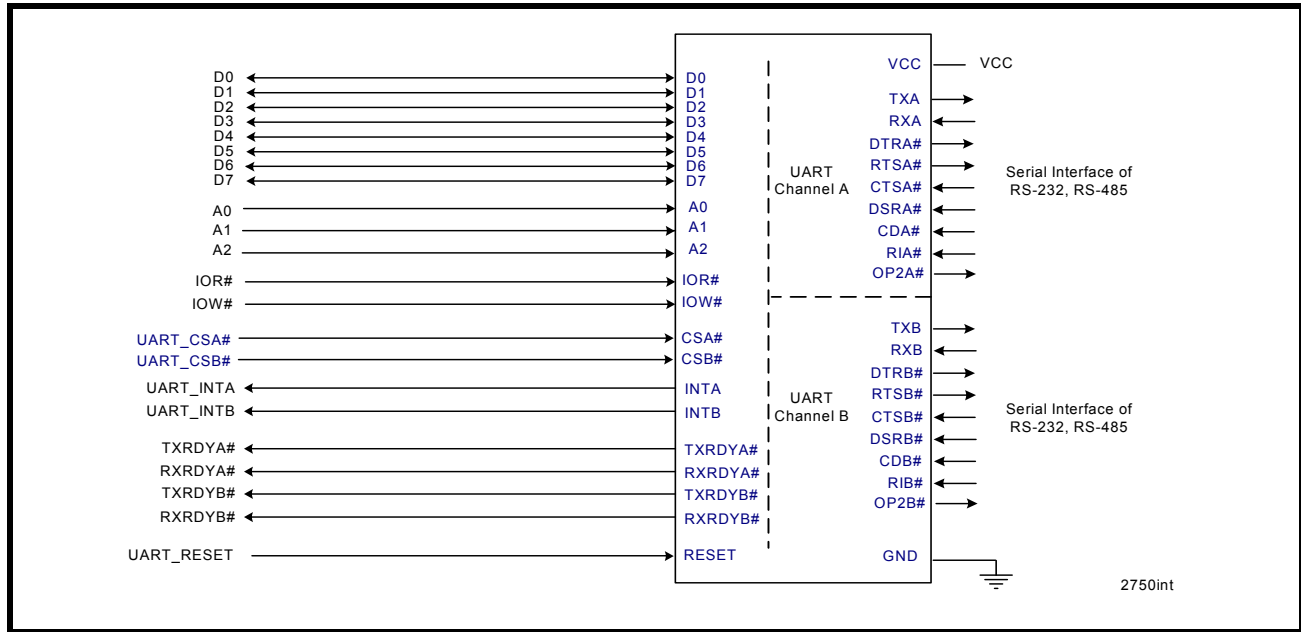 D0
D1
D2
D3
D4
D5
D6
D7
A0
A1
A2
IOR#
IOW#
UART_CSA#
UART_CSB#
UART_INTA
UART_INTB
TXRDYA#
RXRDYA#
TXRDYB#
RXRDYB#
UART_RESET
D0
D1
D2
D3
D4
D5
D6
D7
A0
A1
A2
IOR#
IOW#
CSA#
CSB#
INTA
INTB
TXRDYA#
RXRDYA#
TXRDYB#
RXRDYB#
RESET
UART
Channel A
UART
Channel B
VCC
TXA
RXA
DTRA#
RTSA#
CTSA#
DSRA#
CDA#
RIA#
OP2A#
TXB
RXB
DTRB#
RTSB#
CTSB#
DSRB#
CDB#
RIB#
OP2B#
GND
VCC
Serial Interface of
RS-232, RS-485
Serial Interface of
RS-232, RS-485
2750int